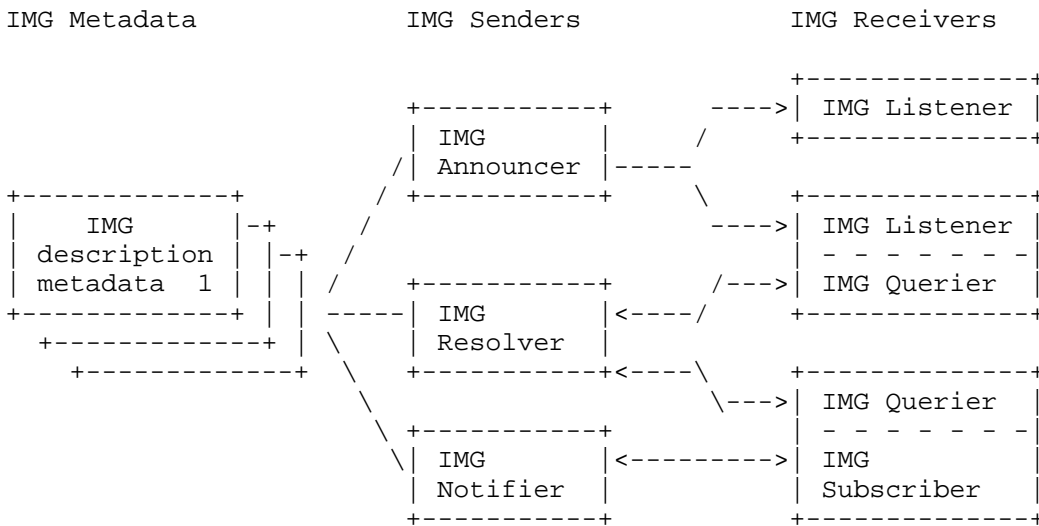 IMG Metadata IMG Senders IMG Receivers
IMG Listener
IMG
Announcer
IMG IMG Listener
description
metadata 1 IMG IMG Querier
Resolver
IMG Querier
IMG IMG
Notifier Subscriber